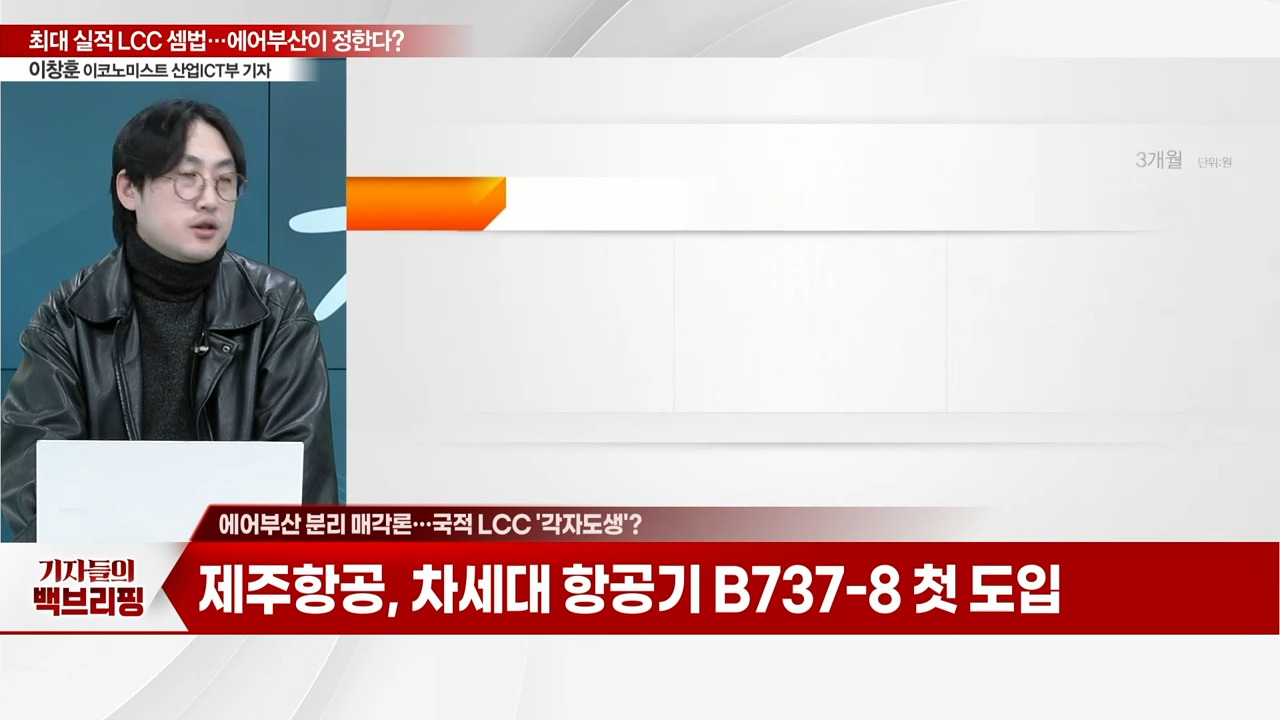 최대 실적 LCC 셈법…에어부산이 정한다?
이창훈 이코노미스트 산업ICT부 기자
3개월 단위:원
에어부산 분리 매각론…국적 LCC '각자도생'?
기자들의
백브리핑
제주항공, 차세대 항공기 B737-8 첫 도입